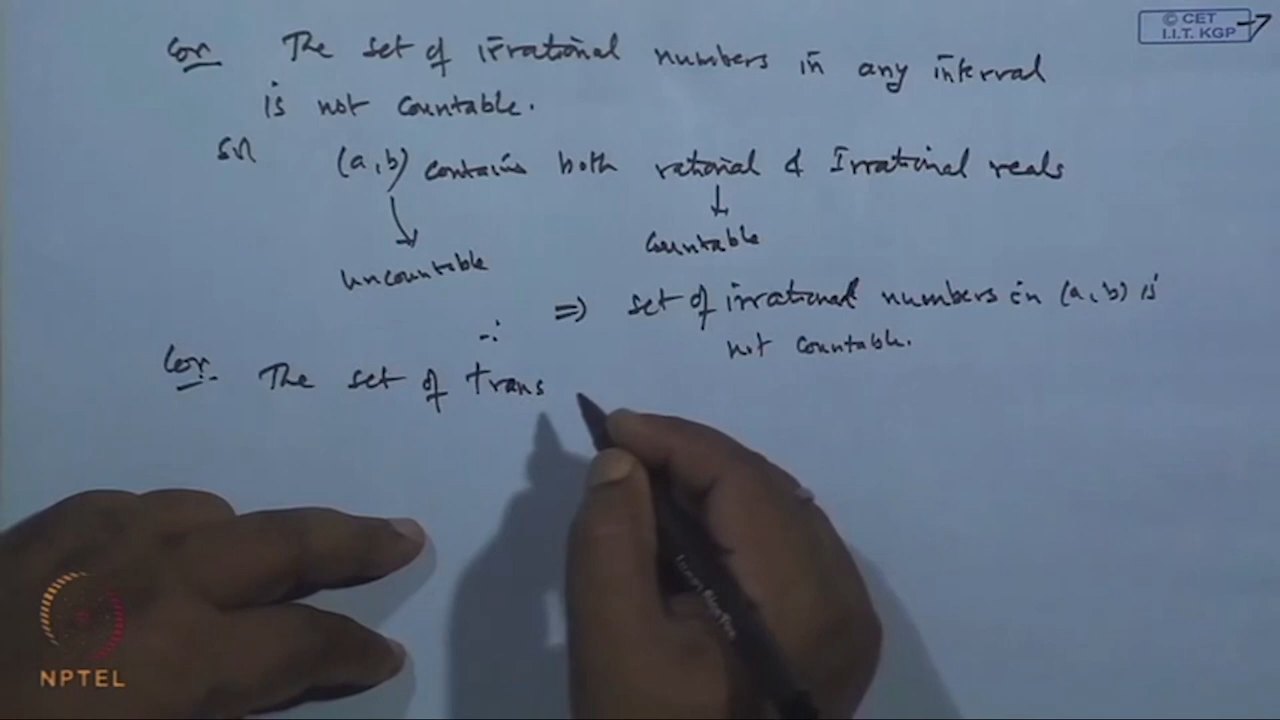 © CET
I.I.T. KGP
Cor The set of irrational numbers in any interval
is not countable.
Sol (a,b) contains both rational & Irrational reals
↓ ↓
uncountable countable
⇒ set of irrational numbers in (a,b) is
not countable.
Cor. The set of trans
NPTEL